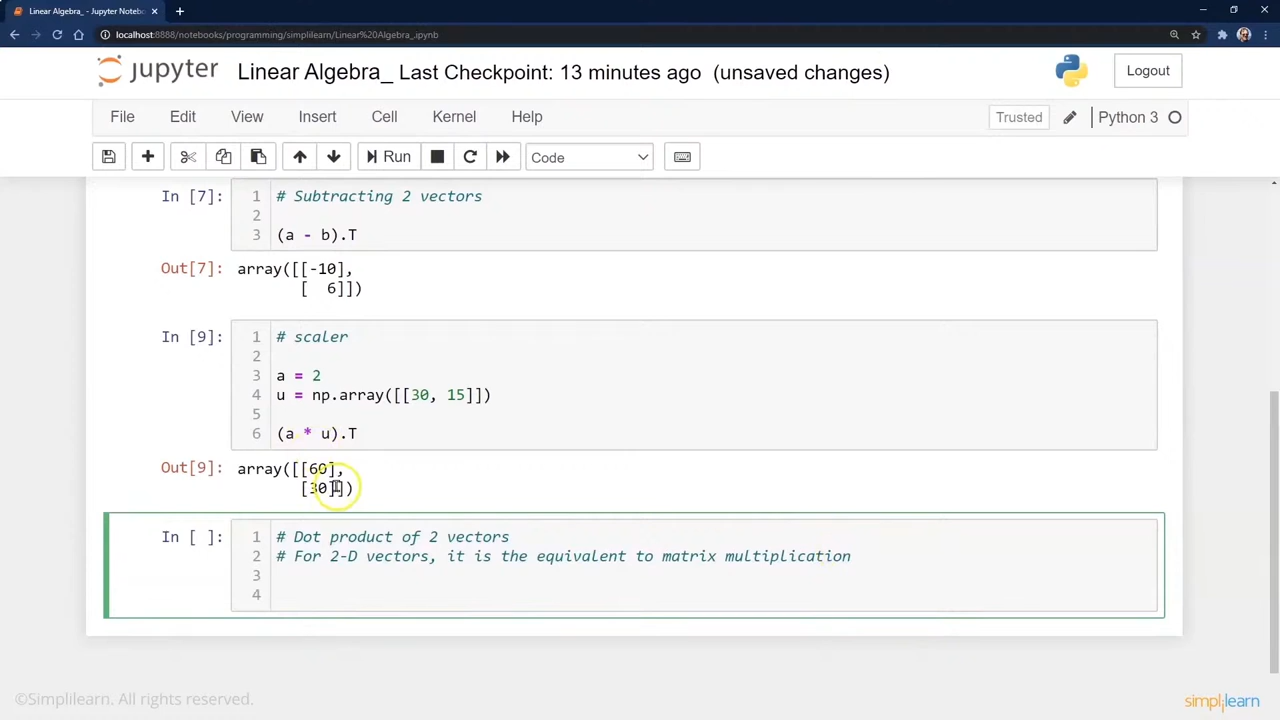 Linear Algebra_ - Jupyter Notebo
localhost:8888/notebooks/programming/simplilearn/Linear%20Algebra_.ipynb
jupyter Linear Algebra_ Last Checkpoint: 13 minutes ago (unsaved changes) Logout
File Edit View Insert Cell Kernel Help Trusted Python 3
Run Code
In [7]: 1 # Subtracting 2 vectors
2
3 (a - b).T
Out[7]: array([[-10],
[ 6]])
In [9]: 1 # scaler
2
3 a = 2
4 u = np.array([[30, 15]])
5
6 (a * u).T
Out[9]: array([[60],
[30]])
In [ ]: 1 # Dot product of 2 vectors
2 # For 2-D vectors, it is the equivalent to matrix multiplication
3
4
©Simplilearn. All rights reserved.
simplilearn